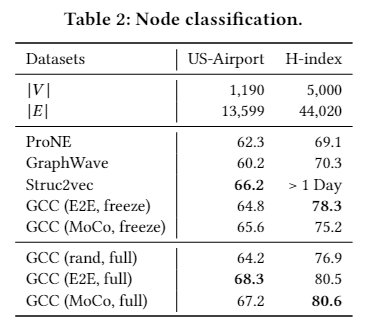 Table 2: Node classification.
Datasets US-Airport H-index
|V| 1,190 5,000
|E| 13,599 44,020
ProNE 62.3 69.1
GraphWave 60.2 70.3
Struc2vec 66.2 > 1 Day
GCC (E2E, freeze) 64.8 78.3
GCC (MoCo, freeze) 65.6 75.2
GCC (rand, full) 64.2 76.9
GCC (E2E, full) 68.3 80.5
GCC (MoCo, full) 67.2 80.6